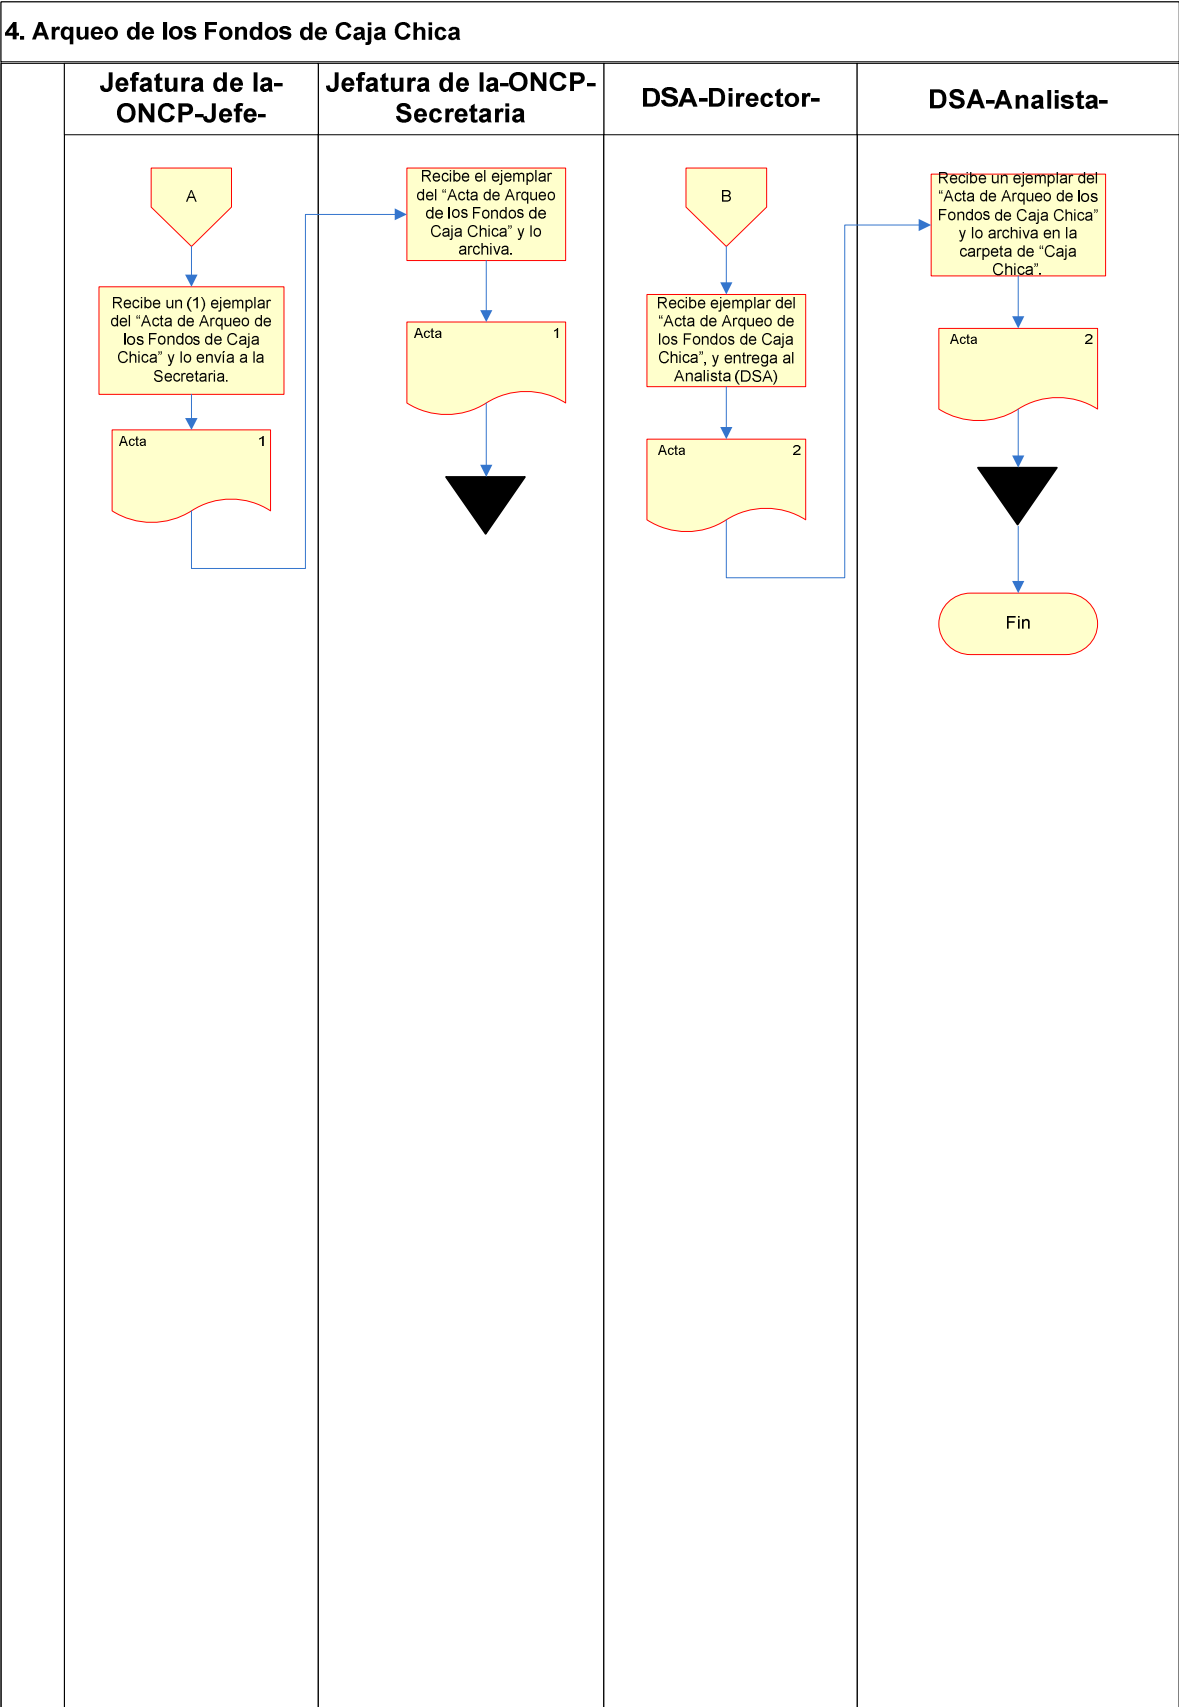 4. Arqueo de los Fondos de Caja Chica
Jefatura de la-
ONCP-Jefe-
Jefatura de la-ONCP-
Secretaria
DSA-Director-
DSA-Analista-
A
Recibe un (1) ejemplar
del “Acta de Arqueo de
los Fondos de Caja
Chica” y lo envía a la
Secretaria.
Acta 1
Recibe el ejemplar
del “Acta de Arqueo
de los Fondos de
Caja Chica” y lo
archiva.
Acta 1
B
Recibe ejemplar del
“Acta de Arqueo de
los Fondos de Caja
Chica”, y entrega al
Analista (DSA)
Acta 2
Recibe un ejemplar del
“Acta de Arqueo de los
Fondos de Caja Chica”
y lo archiva en la
carpeta de “Caja
Chica”.
Acta 2
Fin